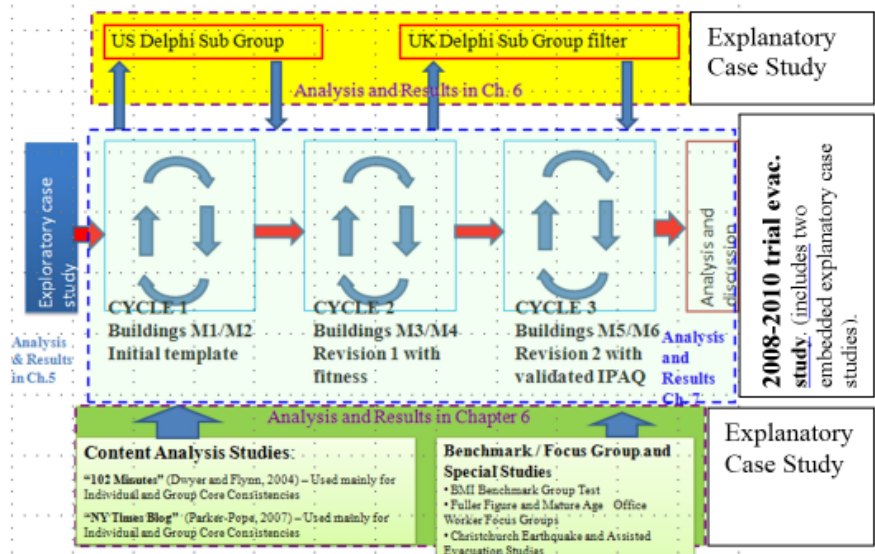 US Delphi Sub Group
UK Delphi Sub Group filter
Analysis and Results in Ch. 6
Explanatory
Case Study
Exploratory case
study
Analysis
& Results
in Ch.5
CYCLE 1
Buildings M1/M2
Initial template
CYCLE 2
Buildings M3/M4
Revision 1 with
fitness
CYCLE 3
Buildings M5/M6
Revision 2 with
validated IPAQ
Analysis
and
Results
Ch. 7
Analysis and
discussion
2008-2010 trial evac.
study. (includes two
embedded explanatory case
studies).
Analysis and Results in Chapter 6
Content Analysis Studies:
“102 Minutes” (Dwyer and Flynn, 2004) – Used mainly for
Individual and Group Core Consistencies
“NY Times Blog” (Parker-Pope, 2007) – Used mainly for
Individual and Group Core Consistencies
Benchmark / Focus Group and
Special Studies
• BMI Benchmark Group Test
• Fuller Figure and Mature Age Office
Worker Focus Groups
• Christchurch Earthquake and Assisted
Evacuation Studies
Explanatory
Case Study